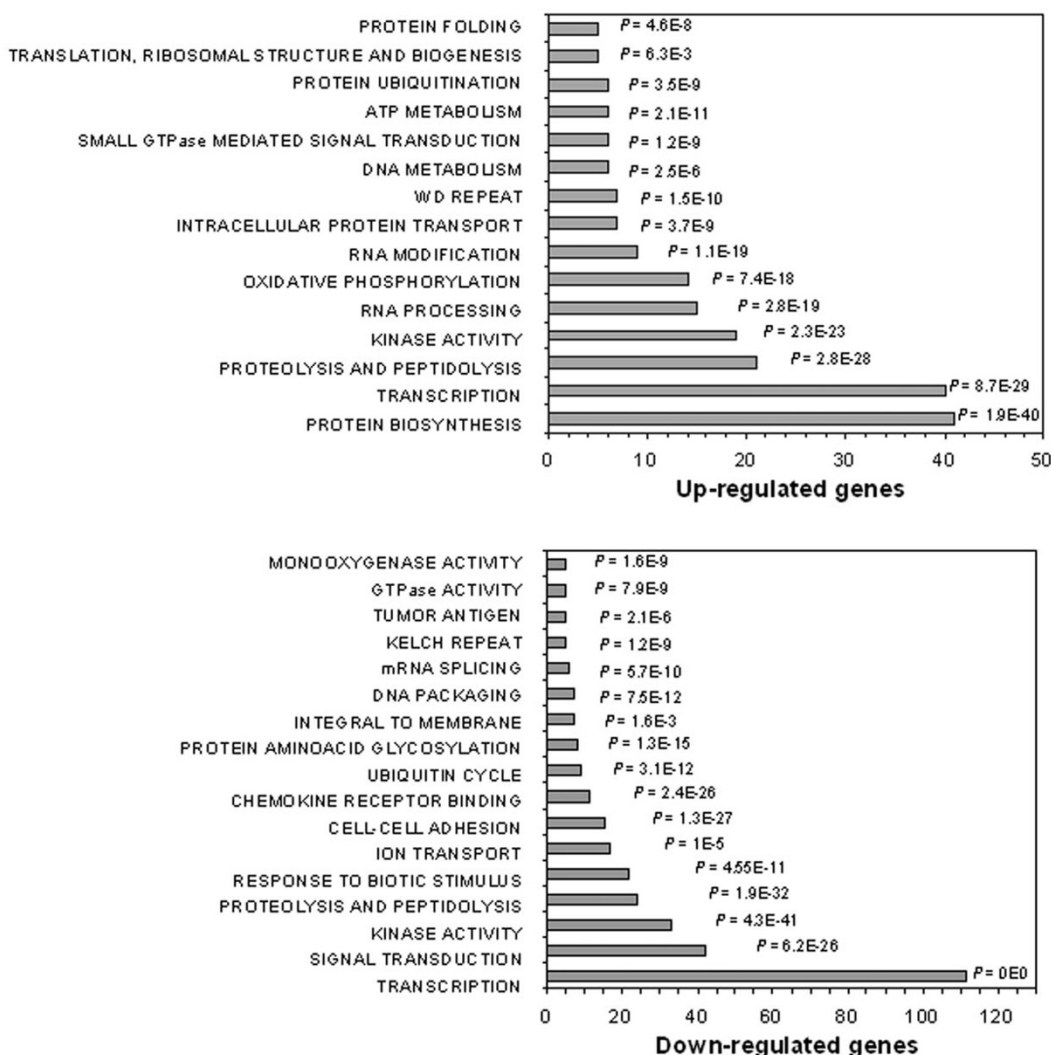 PROTEIN FOLDING P = 4.6E-8
TRANSLATION, RIBOSOMAL STRUCTURE AND BIOGENESIS P = 6.3E-3
PROTEIN UBIQUITINATION P = 3.5E-9
ATP METABOLISM P = 2.1E-11
SMALL GTPase MEDIATED SIGNAL TRANSDUCTION P = 1.2E-9
DNA METABOLISM P = 2.5E-6
WD REPEAT P = 1.5E-10
INTRACELLULAR PROTEIN TRANSPORT P = 3.7E-9
RNA MODIFICATION P = 1.1E-19
OXIDATIVE PHOSPHORYLATION P = 7.4E-18
RNA PROCESSING P = 2.8E-19
KINASE ACTIVITY P = 2.3E-23
PROTEOLYSIS AND PEPTIDOLYSIS P = 2.8E-28
TRANSCRIPTION P = 8.7E-29
PROTEIN BIOSYNTHESIS P = 1.9E-40
0 10 20 30 40 50
Up-regulated genes
MONOOXYGENASE ACTIVITY P = 1.6E-9
GTPase ACTIVITY P = 7.9E-9
TUMOR ANTIGEN P = 2.1E-6
KELCH REPEAT P = 1.2E-9
mRNA SPLICING P = 5.7E-10
DNA PACKAGING P = 7.5E-12
INTEGRAL TO MEMBRANE P = 1.6E-3
PROTEIN AMINOACID GLYCOSYLATION P = 1.3E-15
UBIQUITIN CYCLE P = 3.1E-12
CHEMOKINE RECEPTOR BINDING P = 2.4E-26
CELL-CELL ADHESION P = 1.3E-27
ION TRANSPORT P = 1E-5
RESPONSE TO BIOTIC STIMULUS P = 4.55E-11
PROTEOLYSIS AND PEPTIDOLYSIS P = 1.9E-32
KINASE ACTIVITY P = 4.3E-41
SIGNAL TRANSDUCTION P = 6.2E-26
TRANSCRIPTION P = 0E0
0 20 40 60 80 100 120
Down-regulated genes